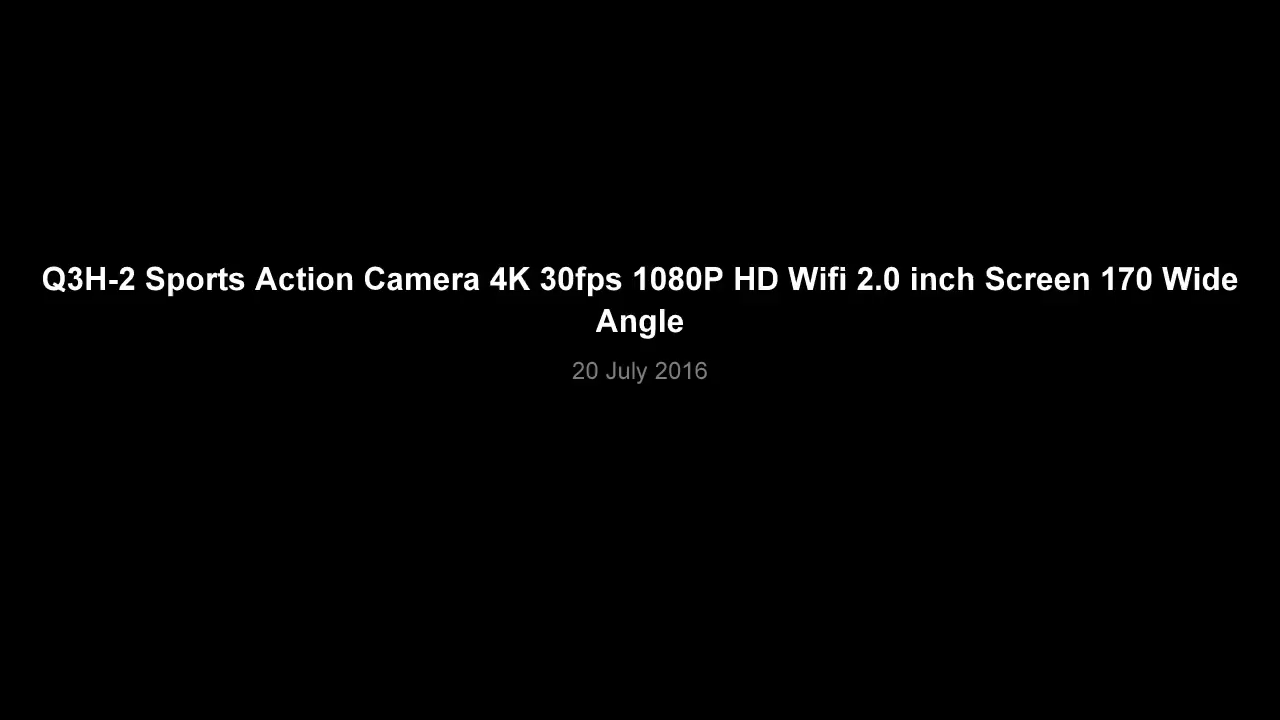 Q3H-2 Sports Action Camera 4K 30fps 1080P HD Wifi 2.0 inch Screen 170 Wide
Angle
20 July 2016